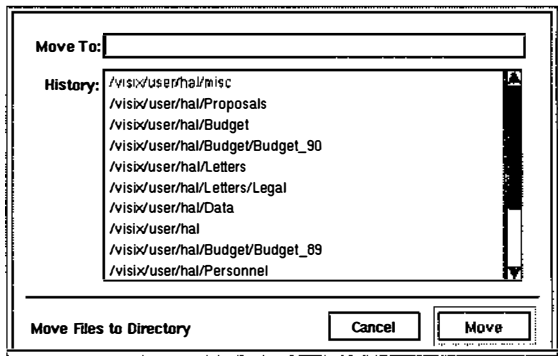 Move To:
History: /visix/user/hal/misc
/visix/user/hal/Proposals
/visix/user/hal/Budget
/visix/user/hal/Budget/Budget_90
/visix/user/hal/Letters
/visix/user/hal/Letters/Legal
/visix/user/hal/Data
/visix/user/hal
/visix/user/hal/Budget/Budget_89
/visix/user/hal/Personnel
Move Files to Directory Cancel Move